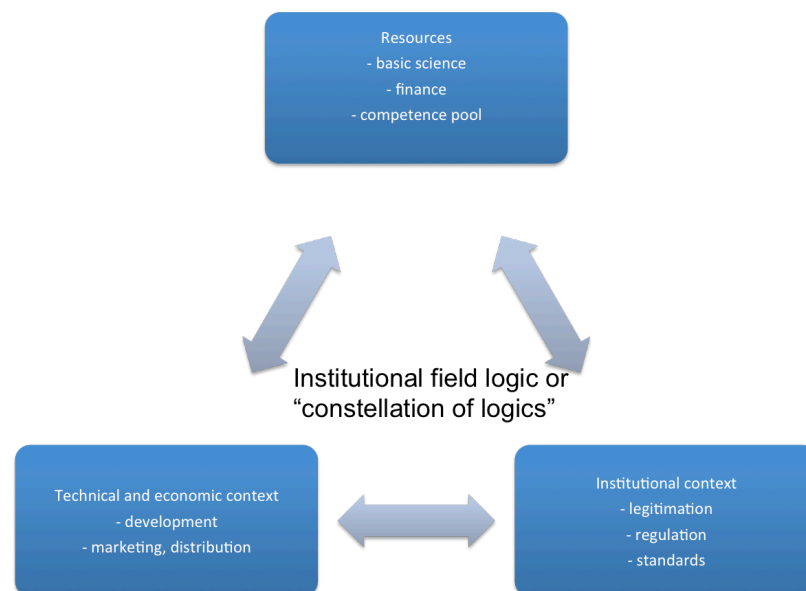 Resources
- basic science
- finance
- competence pool
Institutional field logic or
“constellation of logics”
Technical and economic context
- development
- marketing, distribution
Institutional context
- legitimation
- regulation
- standards